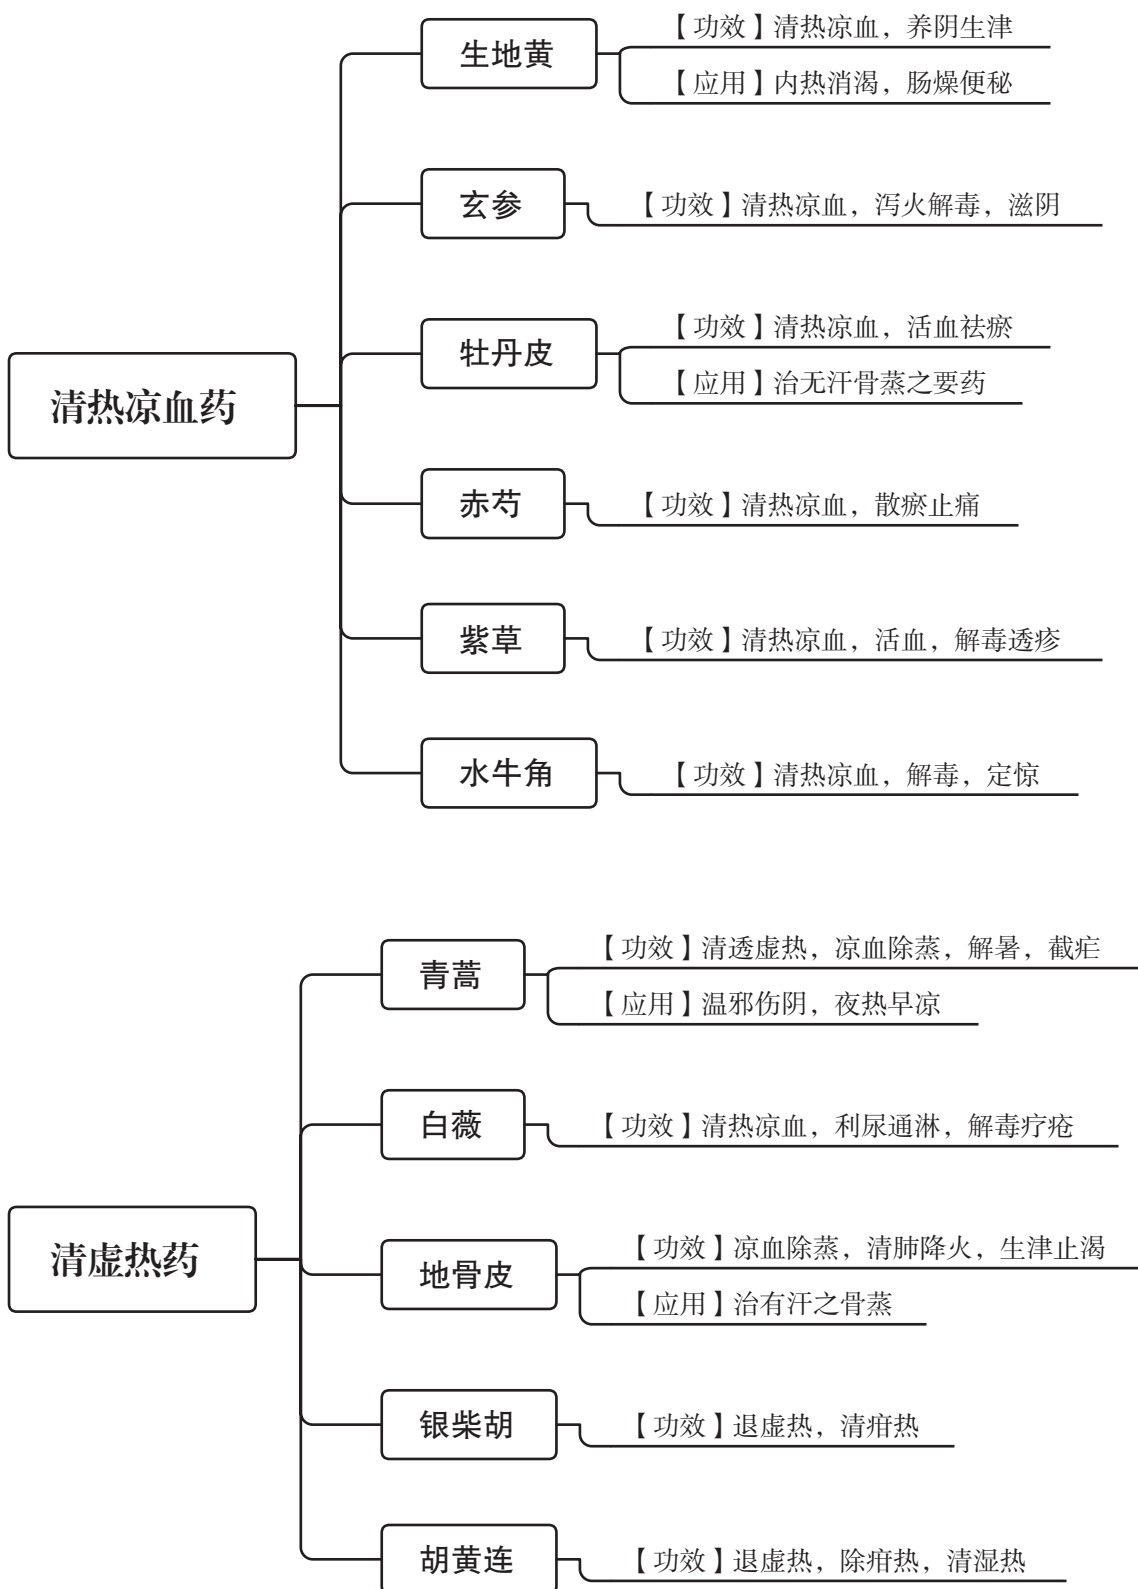 清热凉血药
生地黄
【功效】清热凉血，养阴生津
【应用】内热消渴，肠燥便秘
玄参
【功效】清热凉血，泻火解毒，滋阴
牡丹皮
【功效】清热凉血，活血祛瘀
【应用】治无汗骨蒸之要药
赤芍
【功效】清热凉血，散瘀止痛
紫草
【功效】清热凉血，活血，解毒透疹
水牛角
【功效】清热凉血，解毒，定惊
清虚热药
青蒿
【功效】清透虚热，凉血除蒸，解暑，截疟
【应用】温邪伤阴，夜热早凉
白薇
【功效】清热凉血，利尿通淋，解毒疗疮
地骨皮
【功效】凉血除蒸，清肺降火，生津止渴
【应用】治有汗之骨蒸
银柴胡
【功效】退虚热，清疳热
胡黄连
【功效】退虚热，除疳热，清湿热